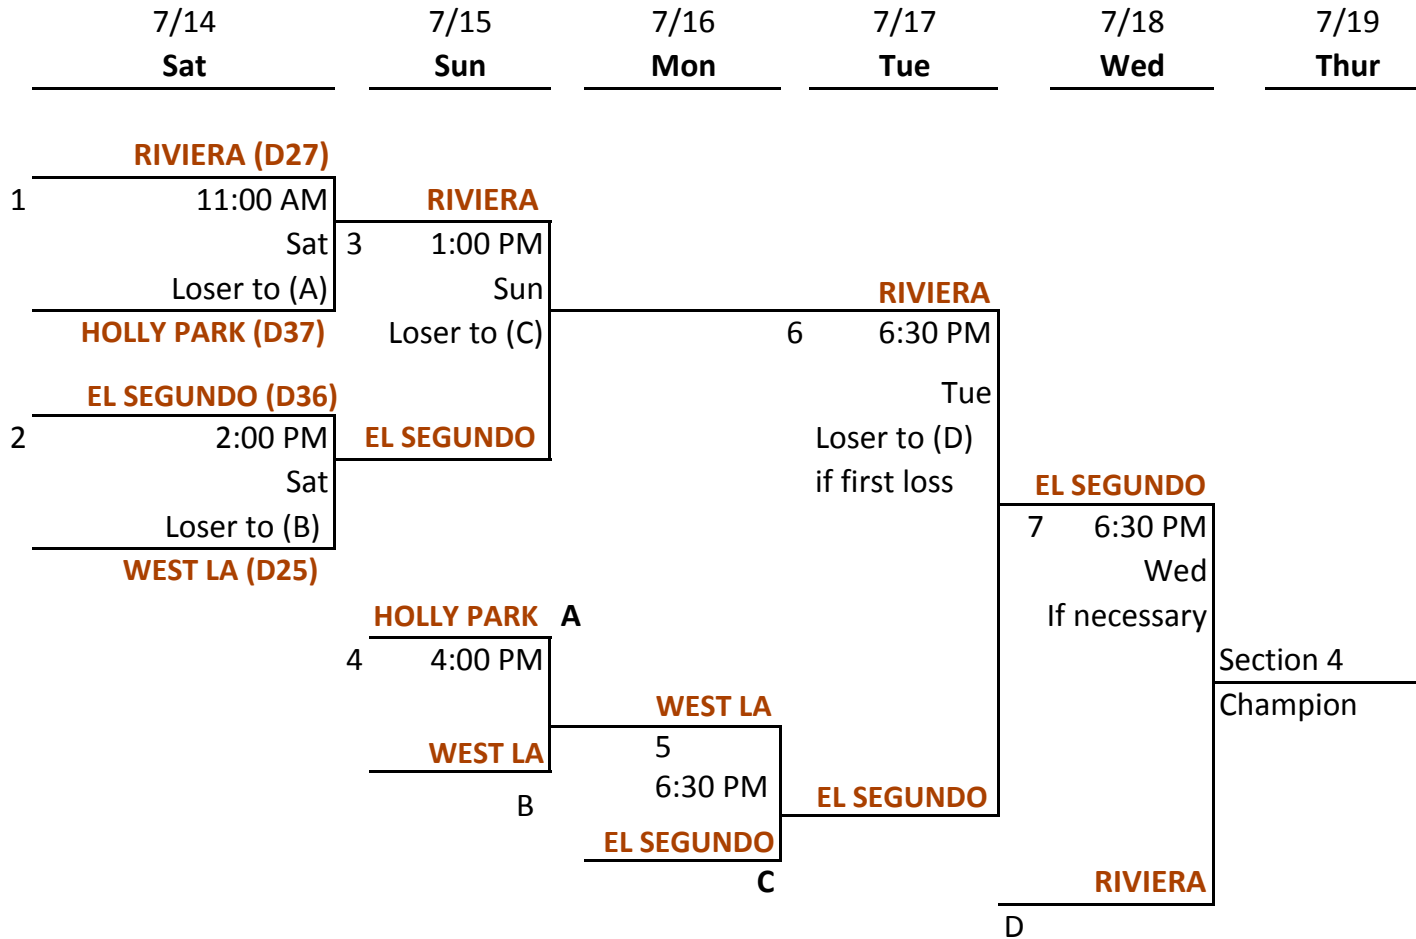 7/14 7/15 7/16 7/17 7/18 7/19
Sat Sun Mon Tue Wed Thur
RIVIERA (D27)
1 11:00 AM RIVIERA
Sat 3 1:00 PM
Loser to (A) Sun RIVIERA
HOLLY PARK (D37) Loser to (C) 6 6:30 PM
EL SEGUNDO (D36) Tue
2 2:00 PM EL SEGUNDO Loser to (D)
Sat if first loss EL SEGUNDO
Loser to (B) 7 6:30 PM
WEST LA (D25) Wed
HOLLY PARK A If necessary
4 4:00 PM Section 4
WEST LA Champion
WEST LA 5
B 6:30 PM EL SEGUNDO
EL SEGUNDO
C RIVIERA
D